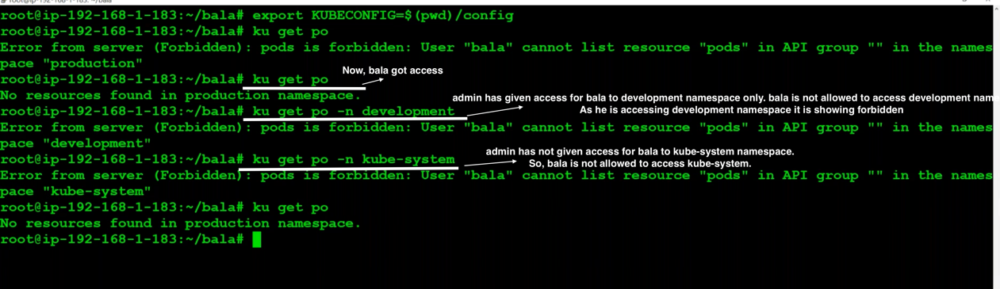 root@ip-192-168-1-183: ~/bala
root@ip-192-168-1-183:~/bala# export KUBECONFIG=$(pwd)/config
root@ip-192-168-1-183:~/bala# ku get po
Error from server (Forbidden): pods is forbidden: User "bala" cannot list resource "pods" in API group "" in the names
pace "production"
Now, bala got access
root@ip-192-168-1-183:~/bala# ku get po
No resources found in production namespace.
admin has given access for bala to development namespace only. bala is not allowed to access development nam
As he is accessing development namespace it is showing forbidden
root@ip-192-168-1-183:~/bala# ku get po -n development
Error from server (Forbidden): pods is forbidden: User "bala" cannot list resource "pods" in API group "" in the names
pace "development"
admin has not given access for bala to kube-system namespace.
So, bala is not allowed to access kube-system.
root@ip-192-168-1-183:~/bala# ku get po -n kube-system
Error from server (Forbidden): pods is forbidden: User "bala" cannot list resource "pods" in API group "" in the names
pace "kube-system"
root@ip-192-168-1-183:~/bala# ku get po
No resources found in production namespace.
root@ip-192-168-1-183:~/bala#